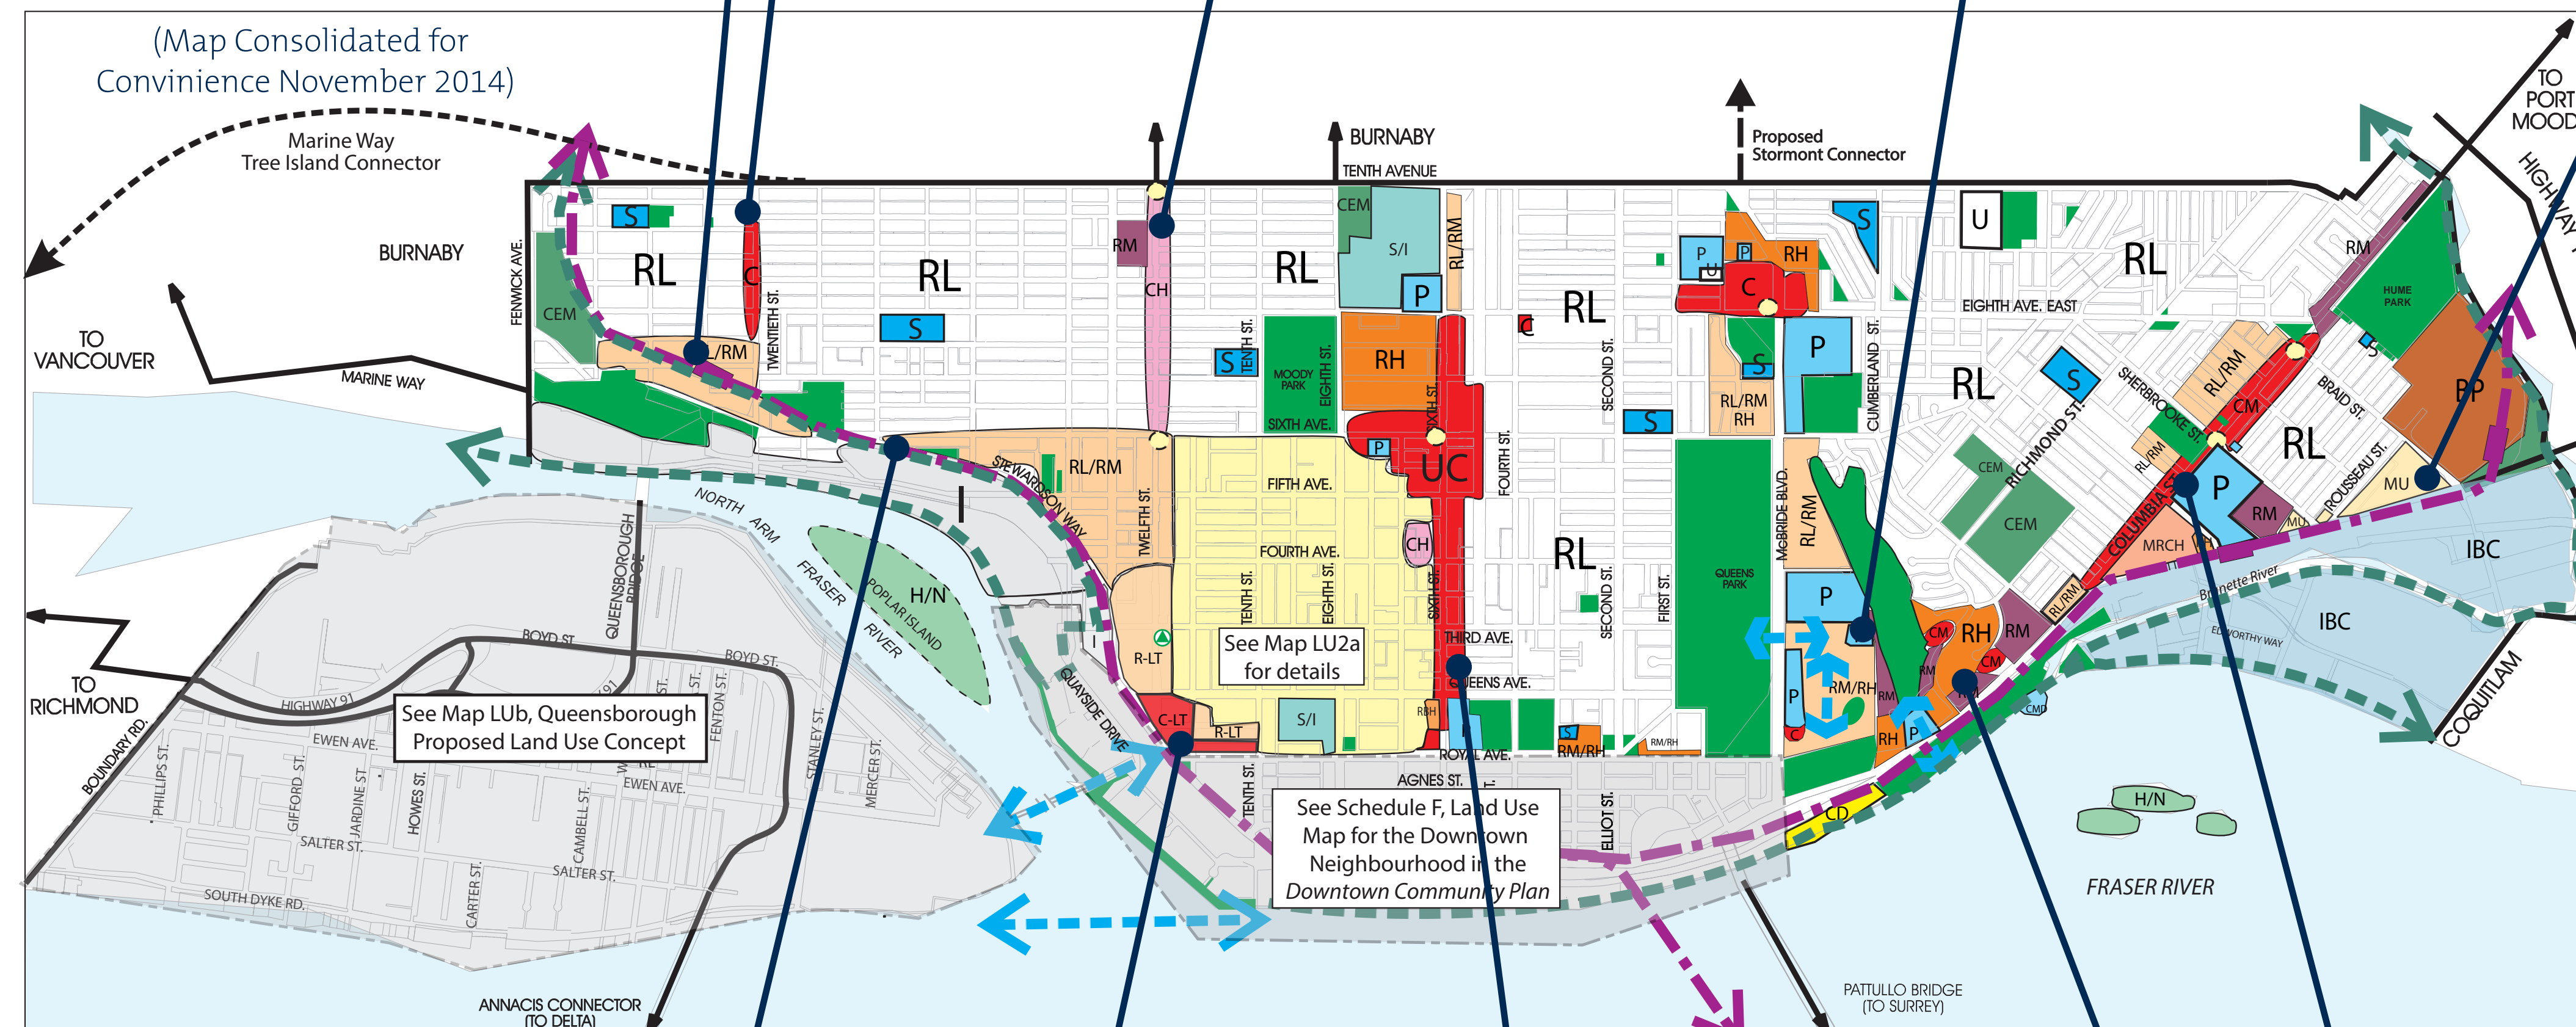 (Map Consolidated for
Convinience November 2014)
Marine Way
Tree Island Connector
BURNABY
TO
VANCOUVER
MARINE WAY
FENWICK AVE.
BURNABY
TENTH AVENUE
Proposed
Stormont Connector
TO
PORT
MOOD
HIGHWAY
S
CEM
RL
C
TWENTIETH ST.
RL
S
RM
CH
RL
S
TENTH ST.
CEM
S/I
P
RL/RM
MOODY
PARK
EIGHTH ST.
SIXTH AVE.
RH
SIXTH ST.
UC
P
C
RL
SECOND ST.
S
FOURTH ST.
P
P
U
RH
C
S
U
RL
EIGHTH AVE. EAST
CUMBERLAND ST.
P
S
RL/RM
RH
RL
S
RICHMOND ST.
SHERBROOKE ST.
CEM
CEM
RM
HUME
PARK
S
RL/RM
CM
BRAID ST.
BP
RL
RL/RM
ROUSSEAU ST.
MU
MU
P
RM
COLUMBIA S
MRCH
IBC
IBC
Brunette River
RL/RM
L/RM
STEWARDSON WAY
RL/RM
TWELFTH ST.
I
I
NORTH ARM
FRASER
RIVER
H/N
POPLAR ISLAND
FIFTH AVE.
FOURTH AVE.
TENTH ST.
EIGHTH ST.
CH
SIXTH ST.
RL
SECOND ST.
FIRST ST.
QUEENS
PARK
McBRIDE BLVD.
RL/RM
P
See Map LU2a
for details
THIRD AVE.
QUEENS AVE.
R-LT
C-LT
R-LT
S/I
RBH
S
RM/RH
RM/RH
ROYAL AVE.
P
C
RM/RH
RM
RM
RH
P
CM
RH
RM
CM
RM
CMD
CD
QUEENSBOROUGH
BRIDGE
TO
RICHMOND
BOYD ST.
BOYD ST.
HIGHWAY 91
See Map LUb, Queensborough
Proposed Land Use Concept
BOUNDARY RD.
PHILLIPS ST.
EWEN AVE.
GIFFORD ST.
JARDINE ST.
HOWES ST.
SALTER ST.
CAMBELL ST.
CARTER ST.
SALTER ST.
EWEN AVE.
FENTON ST.
STANLEY ST.
MERCER ST.
SOUTH DYKE RD.
QUAYSIDE DRIVE
TENTH ST.
AGNES ST.
ELLIOT ST.
See Schedule F, Land Use
Map for the Downtown
Neighbourhood in the
Downtown Community Plan
COQUITLAM
H/N
FRASER RIVER
PATTULLO BRIDGE
(TO SURREY)
ANNACIS CONNECTOR
(TO DELTA)